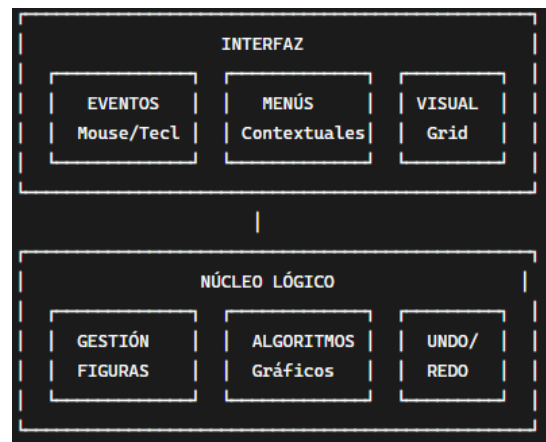 INTERFAZ
EVENTOS MENÚS VISUAL
Mouse/Tecl Contextuales Grid
NÚCLEO LÓGICO
GESTIÓN ALGORITMOS UNDO/
FIGURAS Gráficos REDO